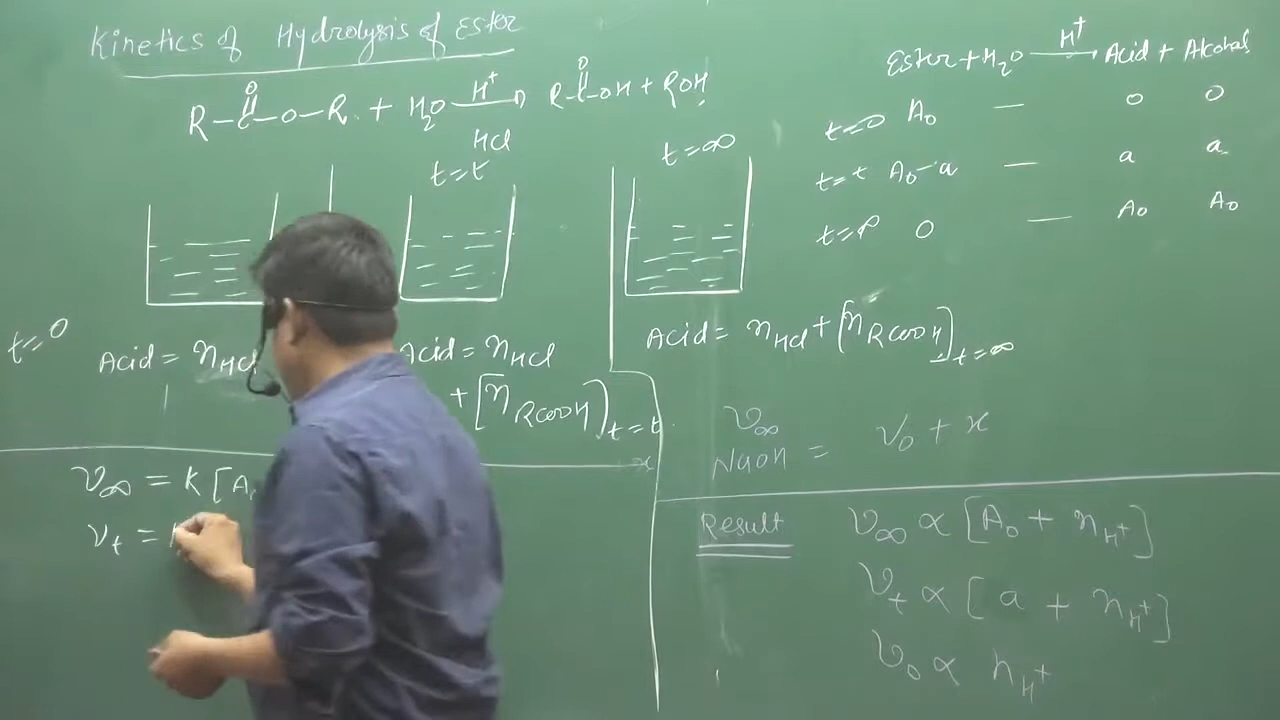 Kinetics of Hydrolysis of Ester
O
R-C-O-R + H₂O H⁺→ R-C-OH + ROH
HCl
t=t
t=∞
t=0
Acid = nHCl
Acid = nHCl
+[nRCOOH]t=t
Acid = nHCl + [nRCOOH]t=∞
V∞
NaOH = V₀ + x
V∞ = K[A
Vt =
Ester + H₂O H⁺→ Acid + Alcohol
t=0 A₀ — 0 0
t=t A₀-a — a a
t=∞ 0 — A₀ A₀
Result V∞ ∝ [A₀ + nH⁺]
Vt ∝ [a + nH⁺]
V₀ ∝ nH⁺